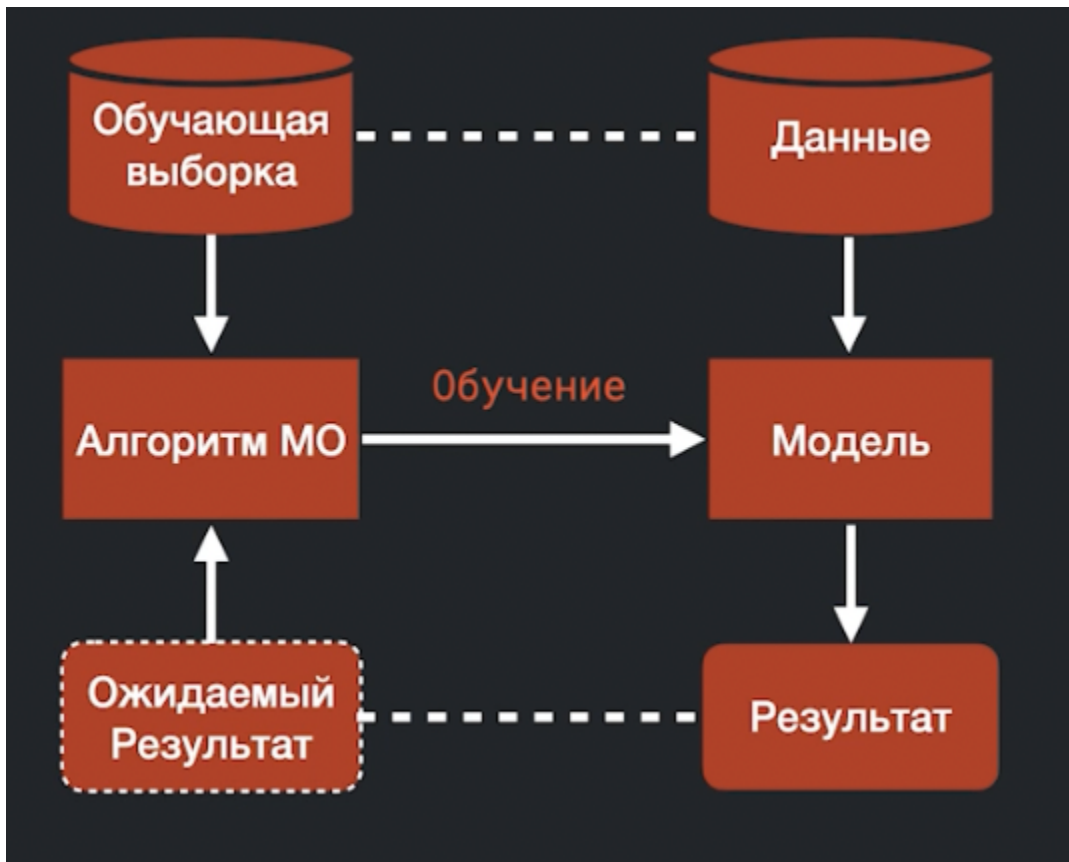 Обучающая
выборка
Данные
Обучение
Алгоритм МО
Модель
Ожидаемый
Результат
Результат